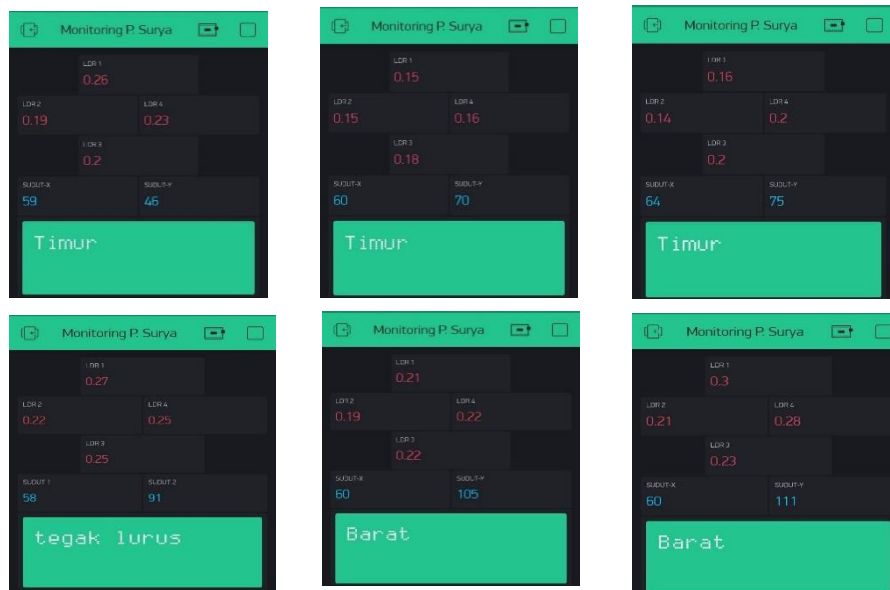 Monitoring P. Surya
LDR 1
0.26
LDR 2 LDR 4
0.19 0.23
LDR 3
0.2
SUDUT-X SUDUT-Y
59 46
Timur
Monitoring P. Surya
LDR 1
0.15
LDR 2 LDR 4
0.15 0.16
LDR 3
0.18
SUDUT-X SUDUT-Y
60 70
Timur
Monitoring P. Surya
LDR 1
0.16
LDR 2 LDR 4
0.14 0.2
LDR 3
0.2
SUDUT-X SUDUT-Y
64 75
Timur
Monitoring P. Surya
LDR 1
0.27
LDR 2 LDR 4
0.22 0.25
LDR 3
0.25
SUDUT 1 SUDUT 2
58 91
tegak lurus
Monitoring P. Surya
LDR 1
0.21
LDR 2 LDR 4
0.19 0.22
LDR 3
0.22
SUDUT-X SUDUT-Y
60 105
Barat
Monitoring P. Surya
LDR 1
0.3
LDR 2 LDR 4
0.21 0.28
LDR 3
0.23
SUDUT-X SUDUT-Y
60 111
Barat